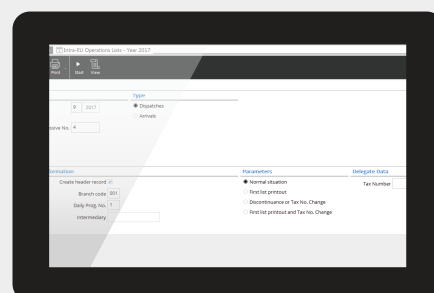 Intra-EU Operations Lists - Year 2017
Print Start View
Type
9 2017 Dispatches
Arrivals
No. 4
Parameters Delegate Data
Create header record Normal situation Tax Number
Branch code 001 First list printout
Daily Prog. No. 1 Discontinuance or Tax No. Change
Intermediary First list printout and Tax No. Change